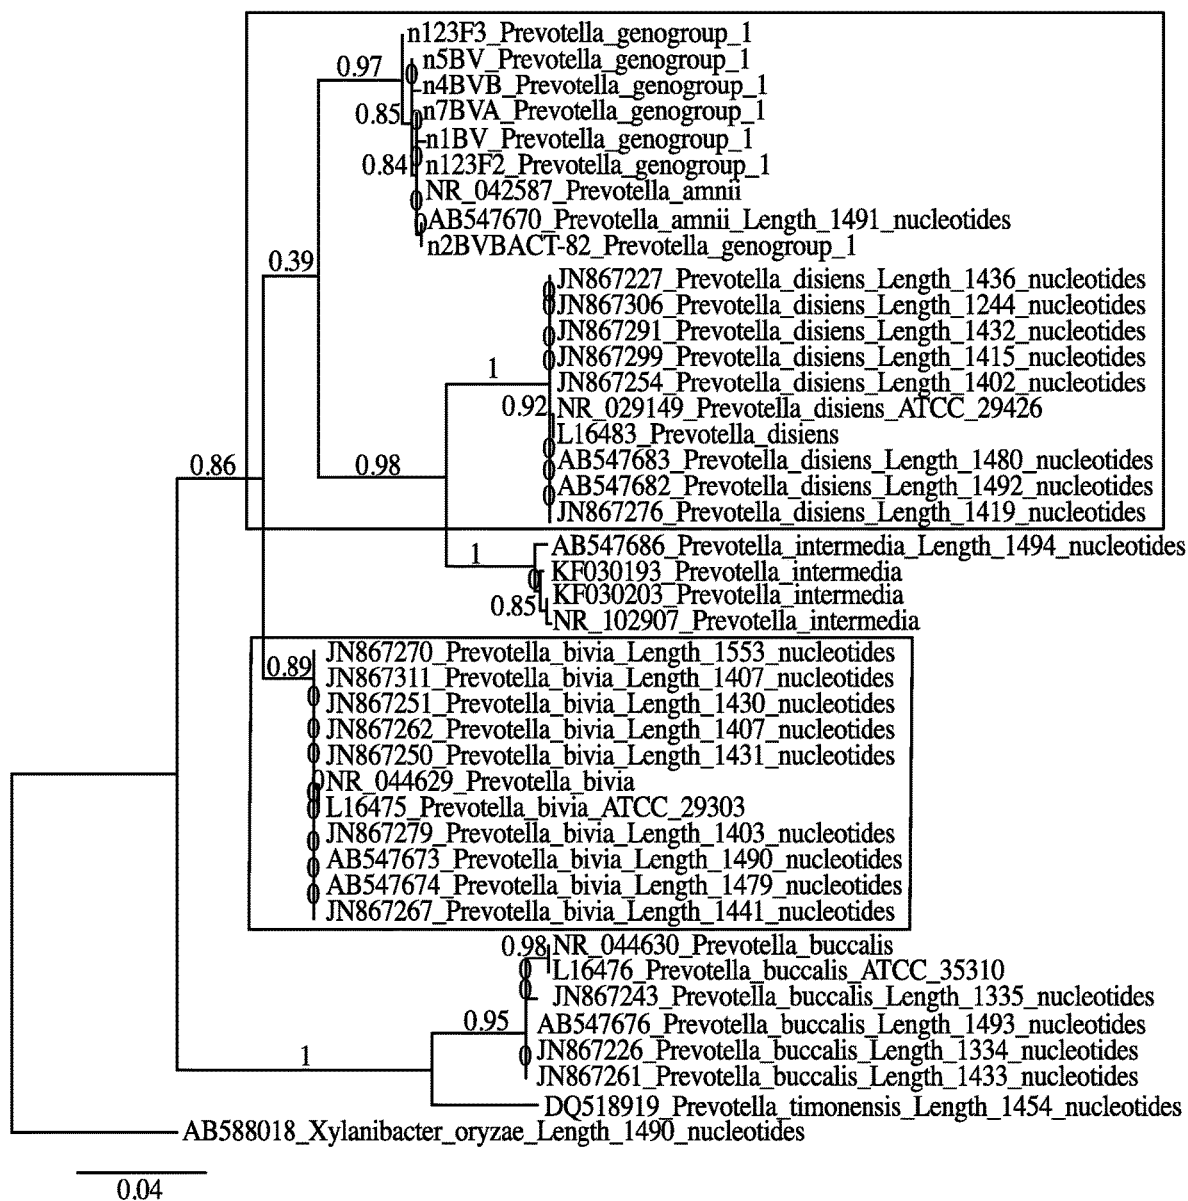 n123F3_Prevotella_genogroup_1
n5BV_Prevotella_genogroup_1
0.97
n4BVB_Prevotella_genogroup_1
0.85
n7BVA_Prevotella_genogroup_1
n1BV_Prevotella_genogroup_1
0.84
n123F2_Prevotella_genogroup_1
NR_042587_Prevotella_amnii
AB547670_Prevotella_amnii_Length_1491_nucleotides
n2BVBACT-82_Prevotella_genogroup_1
0.39
JN867227_Prevotella_disiens_Length_1436_nucleotides
JN867306_Prevotella_disiens_Length_1244_nucleotides
JN867291_Prevotella_disiens_Length_1432_nucleotides
JN867299_Prevotella_disiens_Length_1415_nucleotides
1
JN867254_Prevotella_disiens_Length_1402_nucleotides
0.92
NR_029149_Prevotella_disiens_ATCC_29426
L16483_Prevotella_disiens
0.86
0.98
AB547683_Prevotella_disiens_Length_1480_nucleotides
AB547682_Prevotella_disiens_Length_1492_nucleotides
JN867276_Prevotella_disiens_Length_1419_nucleotides
1
AB547686_Prevotella_intermedia_Length_1494_nucleotides
KF030193_Prevotella_intermedia
KF030203_Prevotella_intermedia
0.85
NR_102907_Prevotella_intermedia
0.89
JN867270_Prevotella_bivia_Length_1553_nucleotides
JN867311_Prevotella_bivia_Length_1407_nucleotides
JN867251_Prevotella_bivia_Length_1430_nucleotides
JN867262_Prevotella_bivia_Length_1407_nucleotides
JN867250_Prevotella_bivia_Length_1431_nucleotides
NR_044629_Prevotella_bivia
L16475_Prevotella_bivia_ATCC_29303
JN867279_Prevotella_bivia_Length_1403_nucleotides
AB547673_Prevotella_bivia_Length_1490_nucleotides
AB547674_Prevotella_bivia_Length_1479_nucleotides
JN867267_Prevotella_bivia_Length_1441_nucleotides
0.98
NR_044630_Prevotella_buccalis
L16476_Prevotella_buccalis_ATCC_35310
JN867243_Prevotella_buccalis_Length_1335_nucleotides
0.95
AB547676_Prevotella_buccalis_Length_1493_nucleotides
1
JN867226_Prevotella_buccalis_Length_1334_nucleotides
JN867261_Prevotella_buccalis_Length_1433_nucleotides
DQ518919_Prevotella_timonensis_Length_1454_nucleotides
AB588018_Xylanibacter_oryzae_Length_1490_nucleotides
0.04